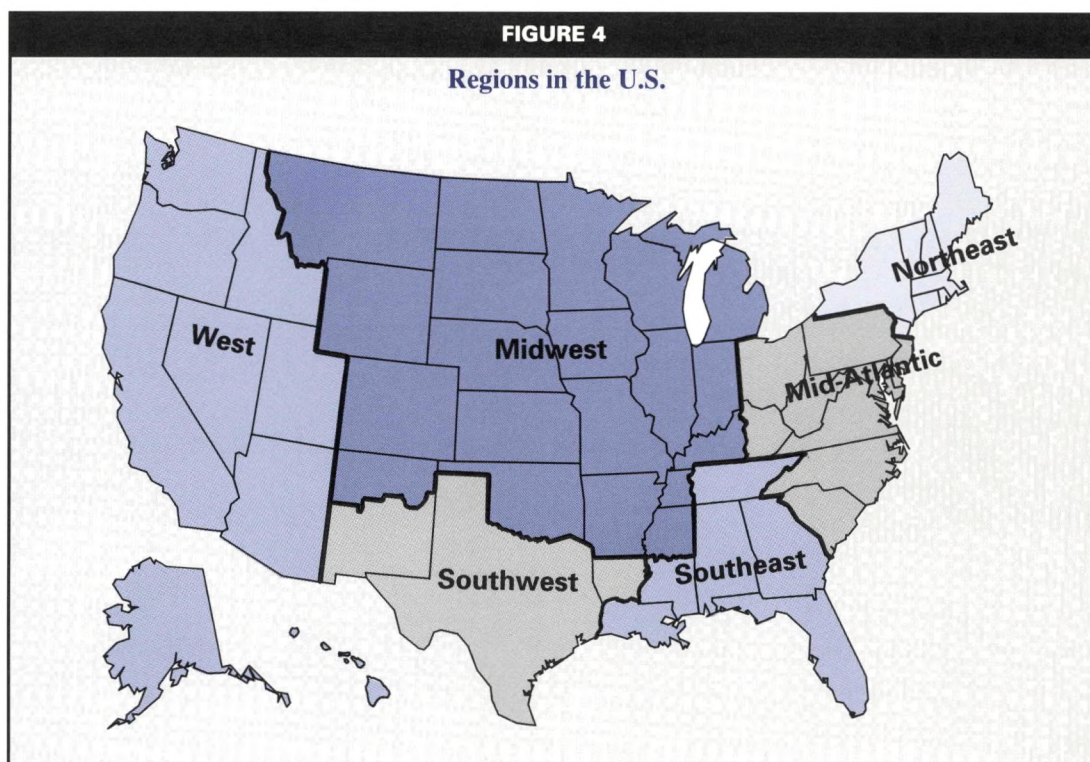 FIGURE 4
Regions in the U.S.
Northeast
West
Midwest
Mid-Atlantic
Southeast
Southwest